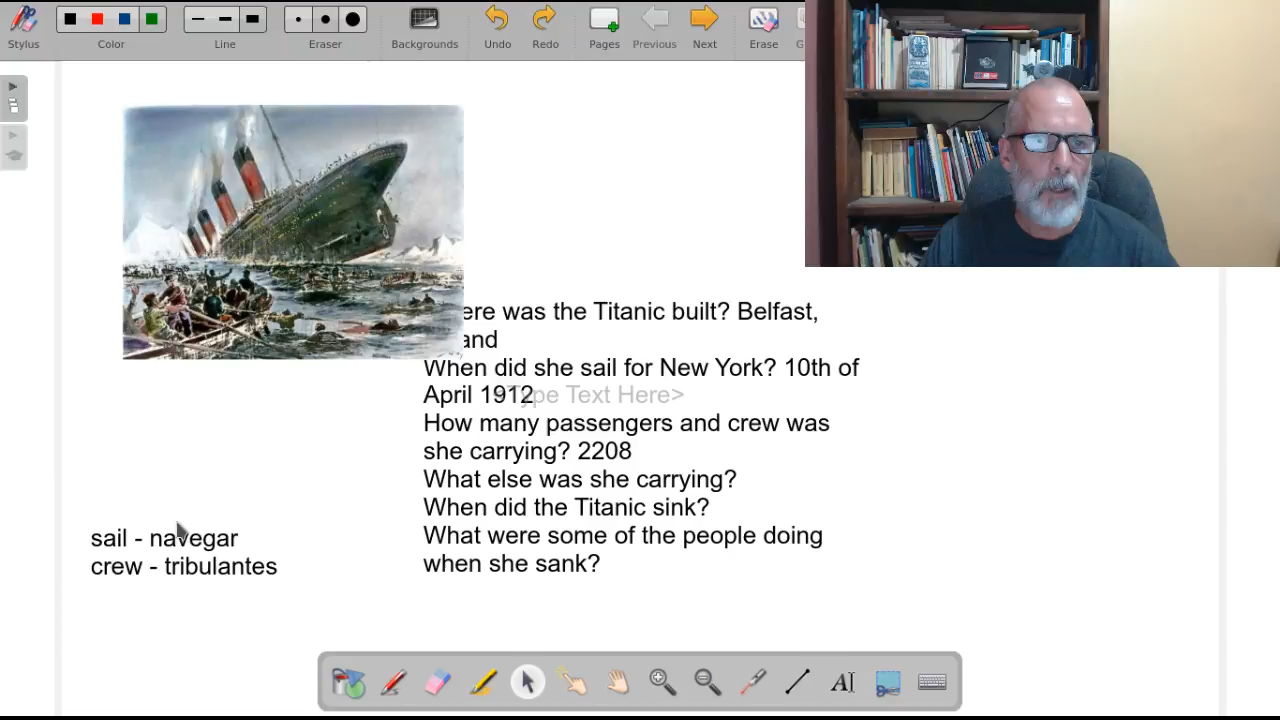 Stylus
Color
Line
Eraser
Backgrounds
Undo
Redo
Pages
Previous
Next
Erase
ere was the Titanic built? Belfast,
and
When did she sail for New York? 10th of
April 1912
Type Text Here>
How many passengers and crew was
she carrying? 2208
What else was she carrying?
When did the Titanic sink?
What were some of the people doing
when she sank?
sail - navegar
crew - tribulantes